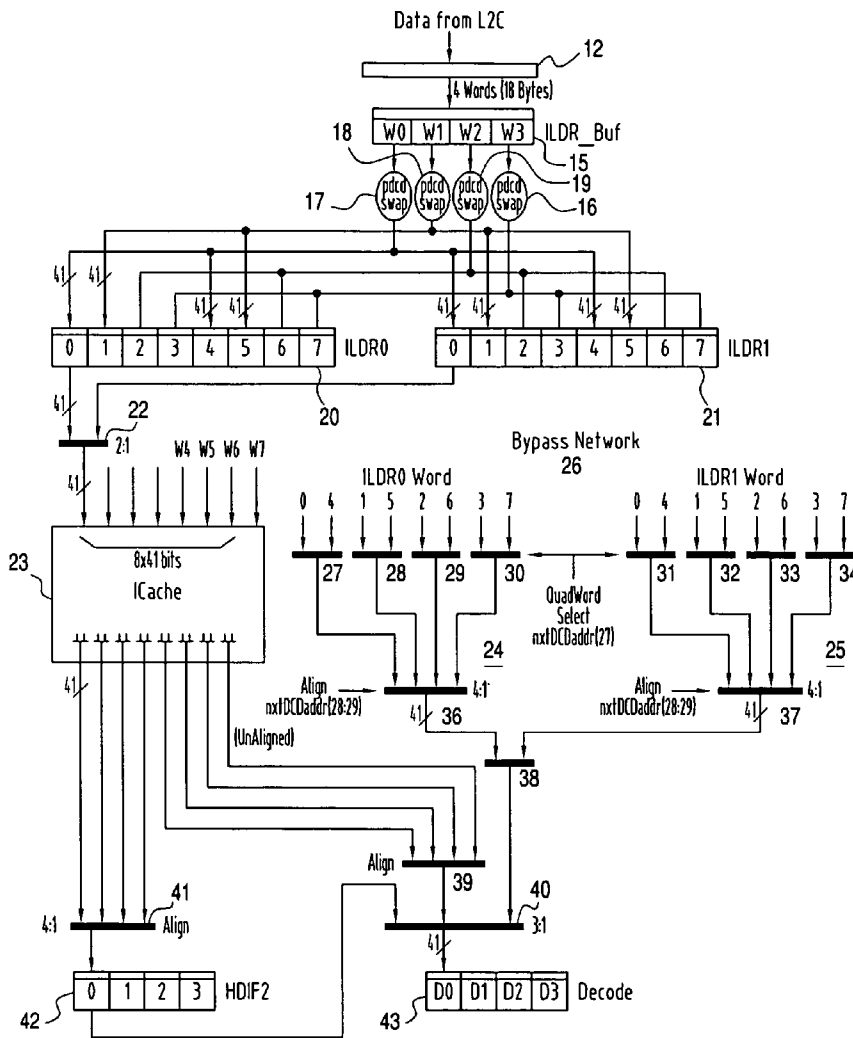 Data from L2C
12
4 Words (18 Bytes)
W0 W1 W2 W3
ILDR_Buf
15
18
pdcd swap
pdcd swap
pdcd swap
pdcd swap
19
17
16
41 41 41 41 41 41 41 41
0 1 2 3 4 5 6 7
ILDR0
0 1 2 3 4 5 6 7
ILDR1
20
21
41
22
2:1
W4 W5 W6 W7
41
Bypass Network
26
ILDR0 Word
ILDR1 Word
0 4 1 5 2 6 3 7
0 4 1 5 2 6 3 7
8x41 bits
ICache
23
27 28 29 30
31 32 33 34
QuadWord
Select
nxtDCDaddr(27)
24
25
Align
nxtDCDaddr(28:29)
4:1
36
41
Align
nxtDCDaddr(28:29)
4:1
37
41
41
(UnAligned)
38
Align
39
40
41
4:1
Align
3:1
41
0 1 2 3
HDIF2
42
D0 D1 D2 D3
Decode
43